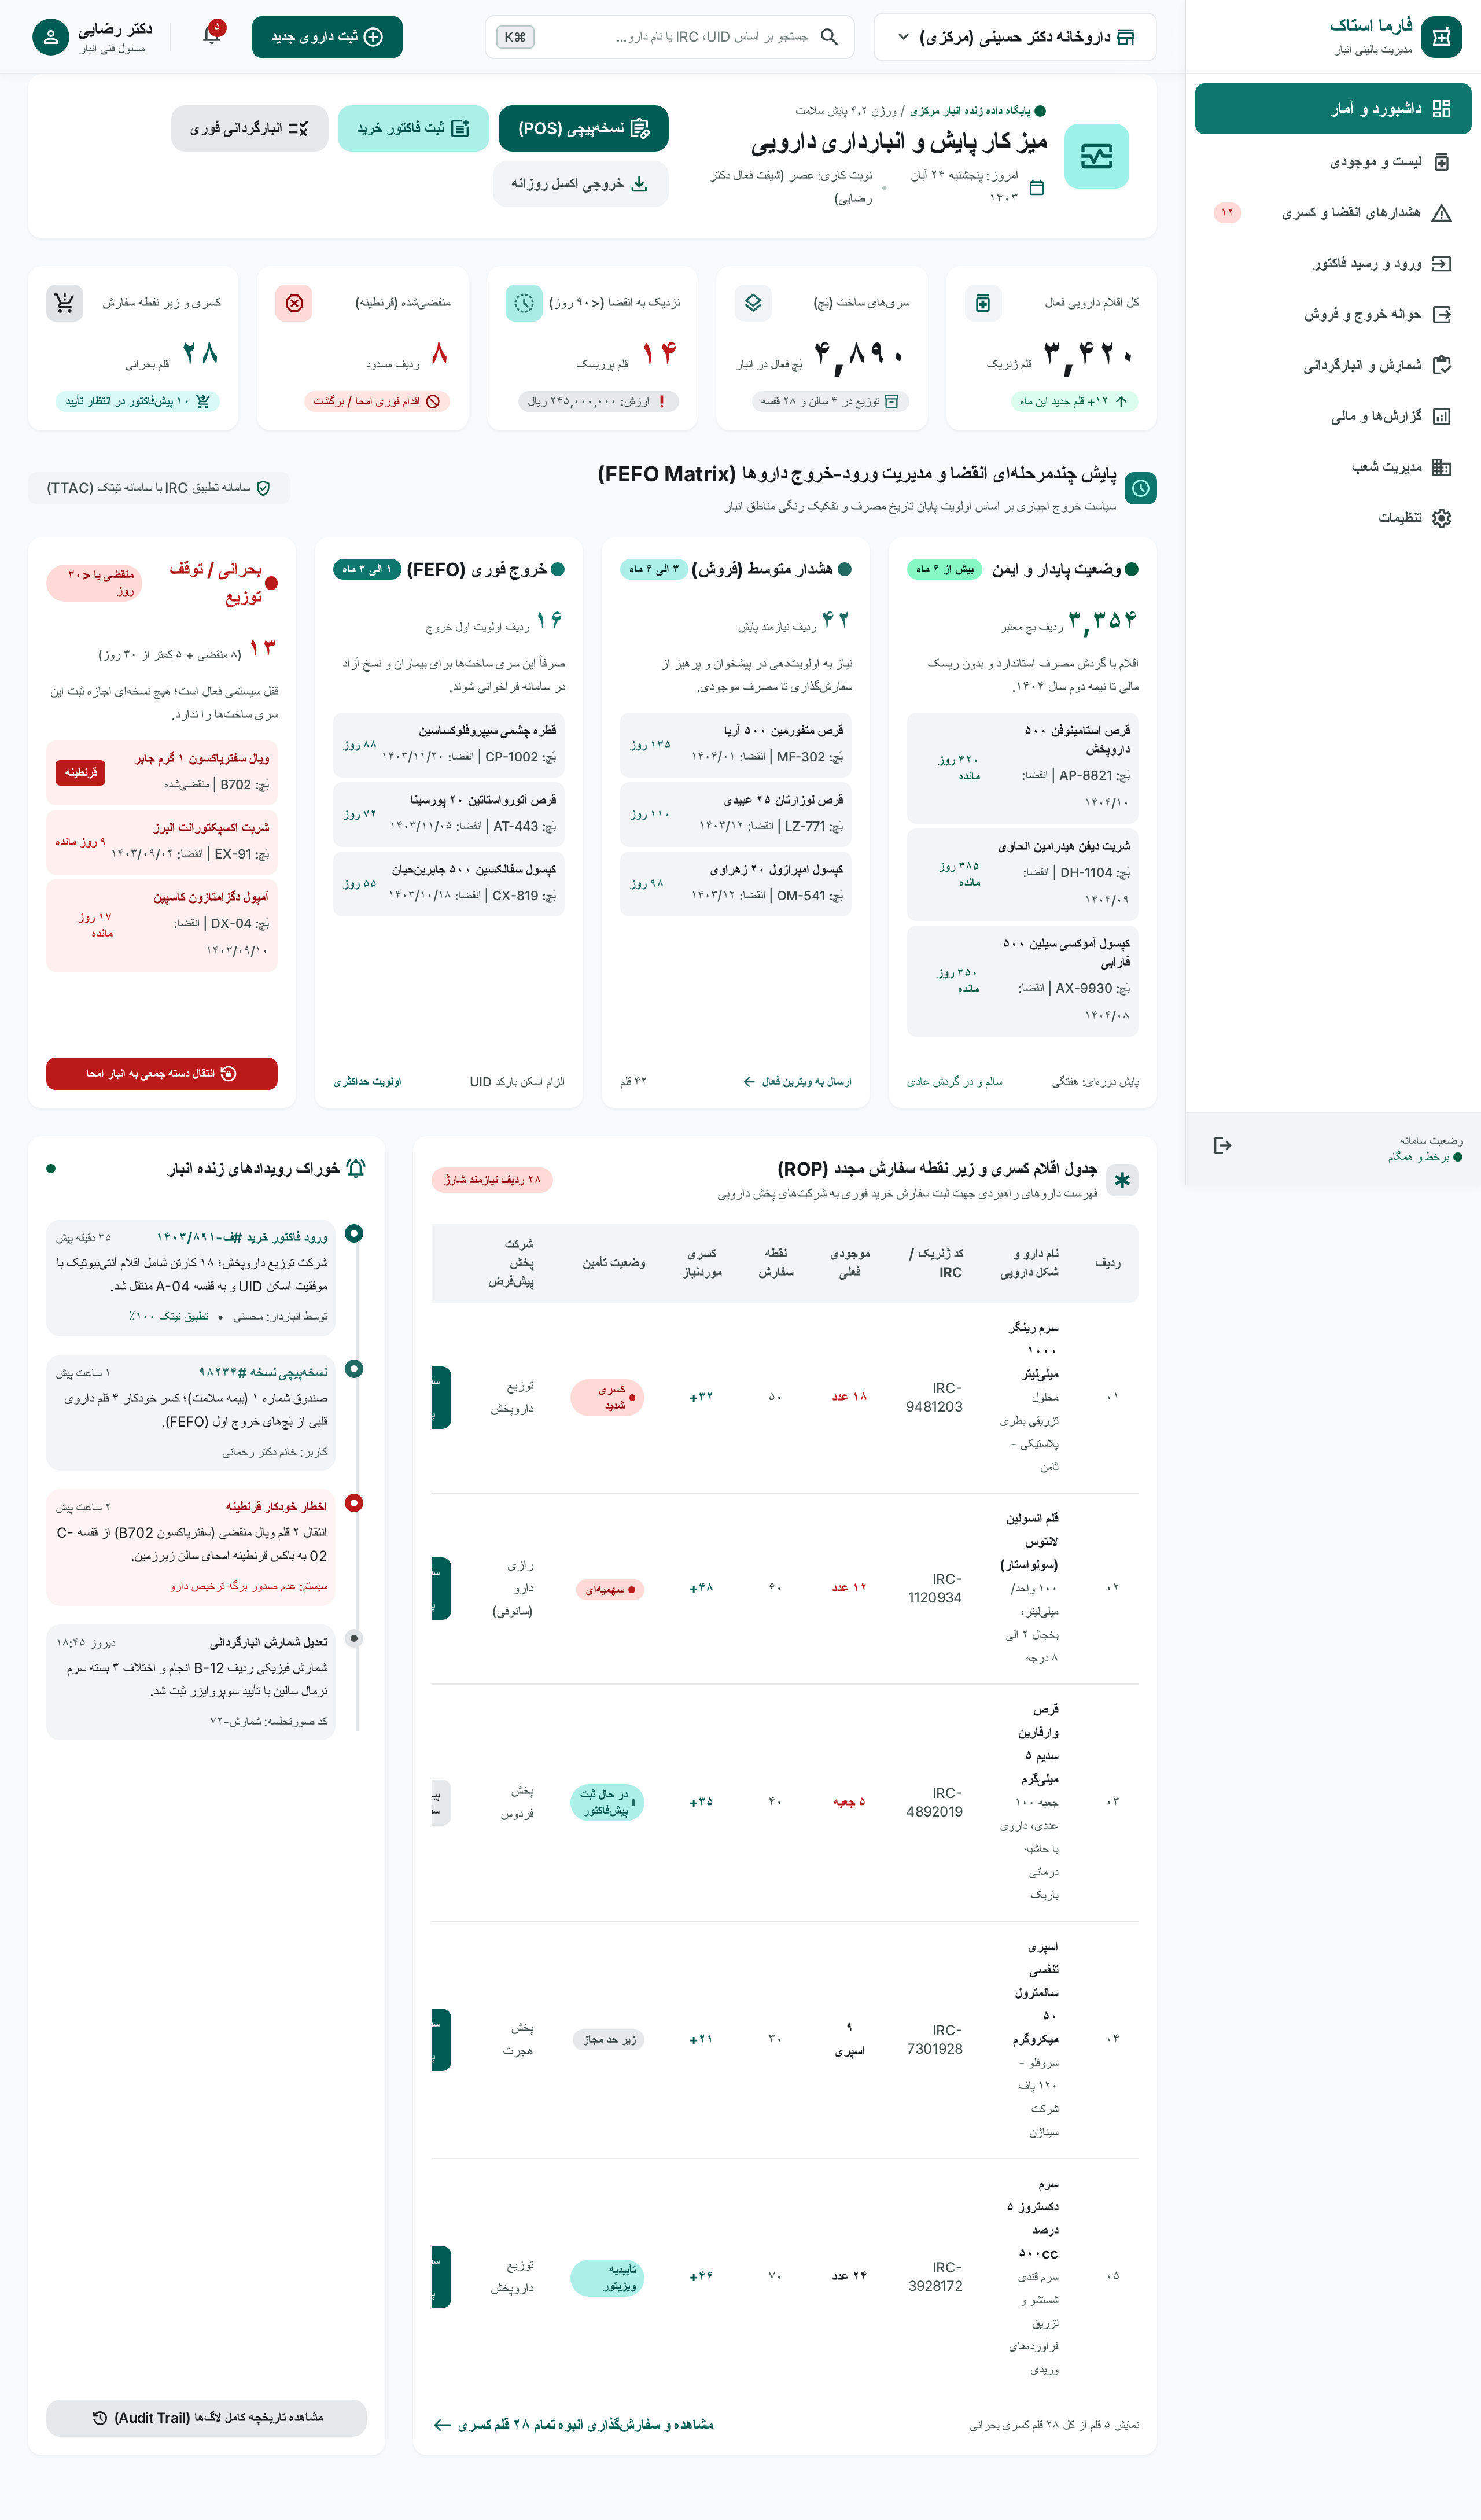 فارما استاک
مدیریت بالینی انبار
داروخانه دکتر حسینی (مرکزی)
جستجو بر اساس IRC ،UID یا نام دارو...
⌘K
ثبت داروی جدید
۵
دکتر رضایی
مسئول فنی انبار
داشبورد و آمار
لیست و موجودی
هشدارهای انقضا و کسری
۱۲
ورود و رسید فاکتور
حواله خروج و فروش
شمارش و انبارگردانی
گزارش‌ها و مالی
مدیریت شعب
تنظیمات
وضعیت سامانه
برخط و همگام
پایگاه داده زنده انبار مرکزی / ورژن ۴.۲ پایش سلامت
میز کار پایش و انبارداری دارویی
امروز: پنجشنبه ۲۴ آبان
۱۴۰۳
نوبت کاری: عصر (شیفت فعال دکتر
رضایی)
نسخه‌پیچی (POS)
ثبت فاکتور خرید
انبارگردانی فوری
خروجی اکسل روزانه
کل اقلام دارویی فعال
۳,۴۲۰ قلم ژنریک
+۱۲ قلم جدید این ماه
سری‌های ساخت (بَچ)
۴,۸۹۰ بَچ فعال در انبار
توزیع در ۴ سالن و ۲۸ قفسه
نزدیک به انقضا (<۹۰ روز)
۱۴ قلم پرریسک
ارزش: ۲۴۵,۰۰۰,۰۰۰ ریال
منقضی‌شده (قرنطینه)
۸ ردیف مسدود
اقدام فوری امحا / برگشت
کسری و زیر نقطه سفارش
۲۸ قلم بحرانی
۱۰ پیش‌فاکتور در انتظار تأیید
پایش چندمرحله‌ای انقضا و مدیریت ورود-خروج داروها (FEFO Matrix)
سیاست خروج اجباری بر اساس اولویت پایان تاریخ مصرف و تفکیک رنگی مناطق انبار
سامانه تطبیق IRC با سامانه تیتک (TTAC)
وضعیت پایدار و ایمن
بیش از ۶ ماه
۳,۳۵۴ ردیف بچ معتبر
اقلام با گردش مصرف استاندارد و بدون ریسک
مالی تا نیمه دوم سال ۱۴۰۴.
قرص استامینوفن ۵۰۰
داروپخش
بَچ: AP-8821 | انقضا:
۱۴۰۴/۱۰
۴۲۰ روز
مانده
شربت دیفن هیدرامین الحاوی
بَچ: DH-1104 | انقضا:
۱۴۰۴/۰۹
۳۸۵ روز
مانده
کپسول آموکسی سیلین ۵۰۰
فارابی
بَچ: AX-9930 | انقضا:
۱۴۰۴/۰۸
۳۵۰ روز
مانده
پایش دوره‌ای: هفتگی
سالم و در گردش عادی
هشدار متوسط (فروش)
۳ الی ۶ ماه
۴۲ ردیف نیازمند پایش
نیاز به اولویت‌دهی در پیشخوان و پرهیز از
سفارش‌گذاری تا مصرف موجودی.
قرص متفورمین ۵۰۰ آریا
بَچ: MF-302 | انقضا: ۱۴۰۴/۰۱
۱۳۵ روز
قرص لوزارتان ۲۵ عبیدی
بَچ: LZ-771 | انقضا: ۱۴۰۳/۱۲
۱۱۰ روز
کپسول امپرازول ۲۰ زهراوی
بَچ: OM-541 | انقضا: ۱۴۰۳/۱۲
۹۸ روز
ارسال به ویترین فعال
۴۲ قلم
خروج فوری (FEFO)
۱ الی ۳ ماه
۱۶ ردیف اولویت اول خروج
صرفاً این سری ساخت‌ها برای بیماران و نسخ آزاد
در سامانه فراخوانی شوند.
قطره چشمی سیپروفلوکساسین
بَچ: CP-1002 | انقضا: ۱۴۰۳/۱۱/۲۰
۸۸ روز
قرص آتورواستاتین ۲۰ پورسینا
بَچ: AT-443 | انقضا: ۱۴۰۳/۱۱/۰۵
۷۲ روز
کپسول سفالکسین ۵۰۰ جابربن‌حیان
بَچ: CX-819 | انقضا: ۱۴۰۳/۱۰/۱۸
۵۵ روز
الزام اسکن بارکد UID
اولویت حداکثری
بحرانی / توقف
توزیع
منقضی یا <۳۰
روز
۱۳ (۸ منقضی + ۵ کمتر از ۳۰ روز)
قفل سیستمی فعال است؛ هیچ نسخه‌ای اجازه ثبت این
سری ساخت‌ها را ندارد.
ویال سفتریاکسون ۱ گرم جابر
بَچ: B702 | منقضی‌شده
قرنطینه
شربت اکسپکتورانت البرز
بَچ: EX-91 | انقضا: ۱۴۰۳/۰۹/۰۲
۹ روز مانده
آمپول دگزامتازون کاسپین
بَچ: DX-04 | انقضا:
۱۴۰۳/۰۹/۱۰
۱۷ روز
مانده
انتقال دسته جمعی به انبار امحا
جدول اقلام کسری و زیر نقطه سفارش مجدد (ROP)
فهرست داروهای راهبردی جهت ثبت سفارش خرید فوری به شرکت‌های پخش دارویی
۲۸ ردیف نیازمند شارژ
ردیف
نام دارو و
شکل دارویی
کد ژنریک /
IRC
موجودی
فعلی
نقطه
سفارش
کسری
موردنیاز
وضعیت تأمین
شرکت
پخش
پیش‌فرض
۰۱
سرم رینگر
۱۰۰۰
میلی‌لیتر
محلول
تزریقی بطری
پلاستیکی -
ثامن
IRC-
9481203
۱۸ عدد
۵۰
+۳۲
کسری
شدید
توزیع
داروپخش
۰۲
قلم انسولین
لانتوس
(سولواستار)
۱۰۰ واحد/
میلی‌لیتر،
یخچال ۲ الی
۸ درجه
IRC-
1120934
۱۲ عدد
۶۰
+۴۸
سهمیه‌ای
رازی
دارو
(سانوفی)
۰۳
قرص
وارفارین
سدیم ۵
میلی‌گرم
جعبه ۱۰۰
عددی، داروی
با حاشیه
درمانی
باریک
IRC-
4892019
۵ جعبه
۴۰
+۳۵
در حال ثبت
پیش‌فاکتور
پخش
فردوس
۰۴
اسپری
تنفسی
سالمترول
۵۰
میکروگرم
سروفلو -
۱۲۰ پاف
شرکت
سیناژن
IRC-
7301928
۹
اسپری
۳۰
+۲۱
زیر حد مجاز
پخش
هجرت
۰۵
سرم
دکستروز ۵
درصد
۵۰۰cc
سرم قندی
شستشو و
تزریق
فرآورده‌های
وریدی
IRC-
3928172
۲۴ عدد
۷۰
+۴۶
تأییدیه
ویزیتور
توزیع
داروپخش
نمایش ۵ قلم از کل ۲۸ قلم کسری بحرانی
مشاهده و سفارش‌گذاری انبوه تمام ۲۸ قلم کسری
خوراک رویدادهای زنده انبار
ورود فاکتور خرید #ف-۱۴۰۳/۸۹۱
۳۵ دقیقه پیش
شرکت توزیع داروپخش؛ ۱۸ کارتن شامل اقلام آنتی‌بیوتیک با
موفقیت اسکن UID و به قفسه A-04 منتقل شد.
توسط انباردار: محسنی • تطبیق تیتک ۱۰۰٪
نسخه‌پیچی نسخه #۹۸۲۳۴
۱ ساعت پیش
صندوق شماره ۱ (بیمه سلامت)؛ کسر خودکار ۴ قلم داروی
قلبی از بَچ‌های خروج اول (FEFO).
کاربر: خانم دکتر رحمانی
اخطار خودکار قرنطینه
۲ ساعت پیش
انتقال ۲ قلم ویال منقضی (سفتریاکسون B702) از قفسه C-
02 به باکس قرنطینه امحای سالن زیرزمین.
سیستم: عدم صدور برگه ترخیص دارو
تعدیل شمارش انبارگردانی
دیروز ۱۸:۴۵
شمارش فیزیکی ردیف B-12 انجام و اختلاف ۳ بسته سرم
نرمال سالین با تأیید سوپروایزر ثبت شد.
کد صورتجلسه: شمارش-۷۲
مشاهده تاریخچه کامل لاگ‌ها (Audit Trail)